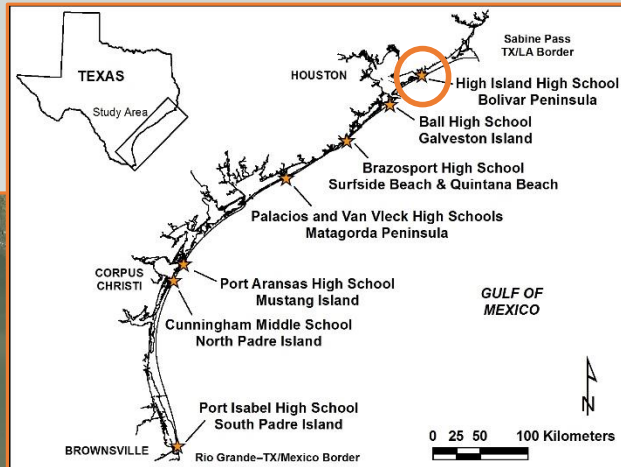 TEXAS
Study Area
Sabine Pass
TX/LA Border
HOUSTON
High Island High School
Bolivar Peninsula
Ball High School
Galveston Island
Brazosport High School
Surfside Beach & Quintana Beach
Palacios and Van Vleck High Schools
Matagorda Peninsula
CORPUS
CHRISTI
Port Aransas High School
Mustang Island
Cunningham Middle School
North Padre Island
GULF OF
MEXICO
Port Isabel High School
South Padre Island
BROWNSVILLE
Rio Grande–TX/Mexico Border
N
0 25 50 100 Kilometers